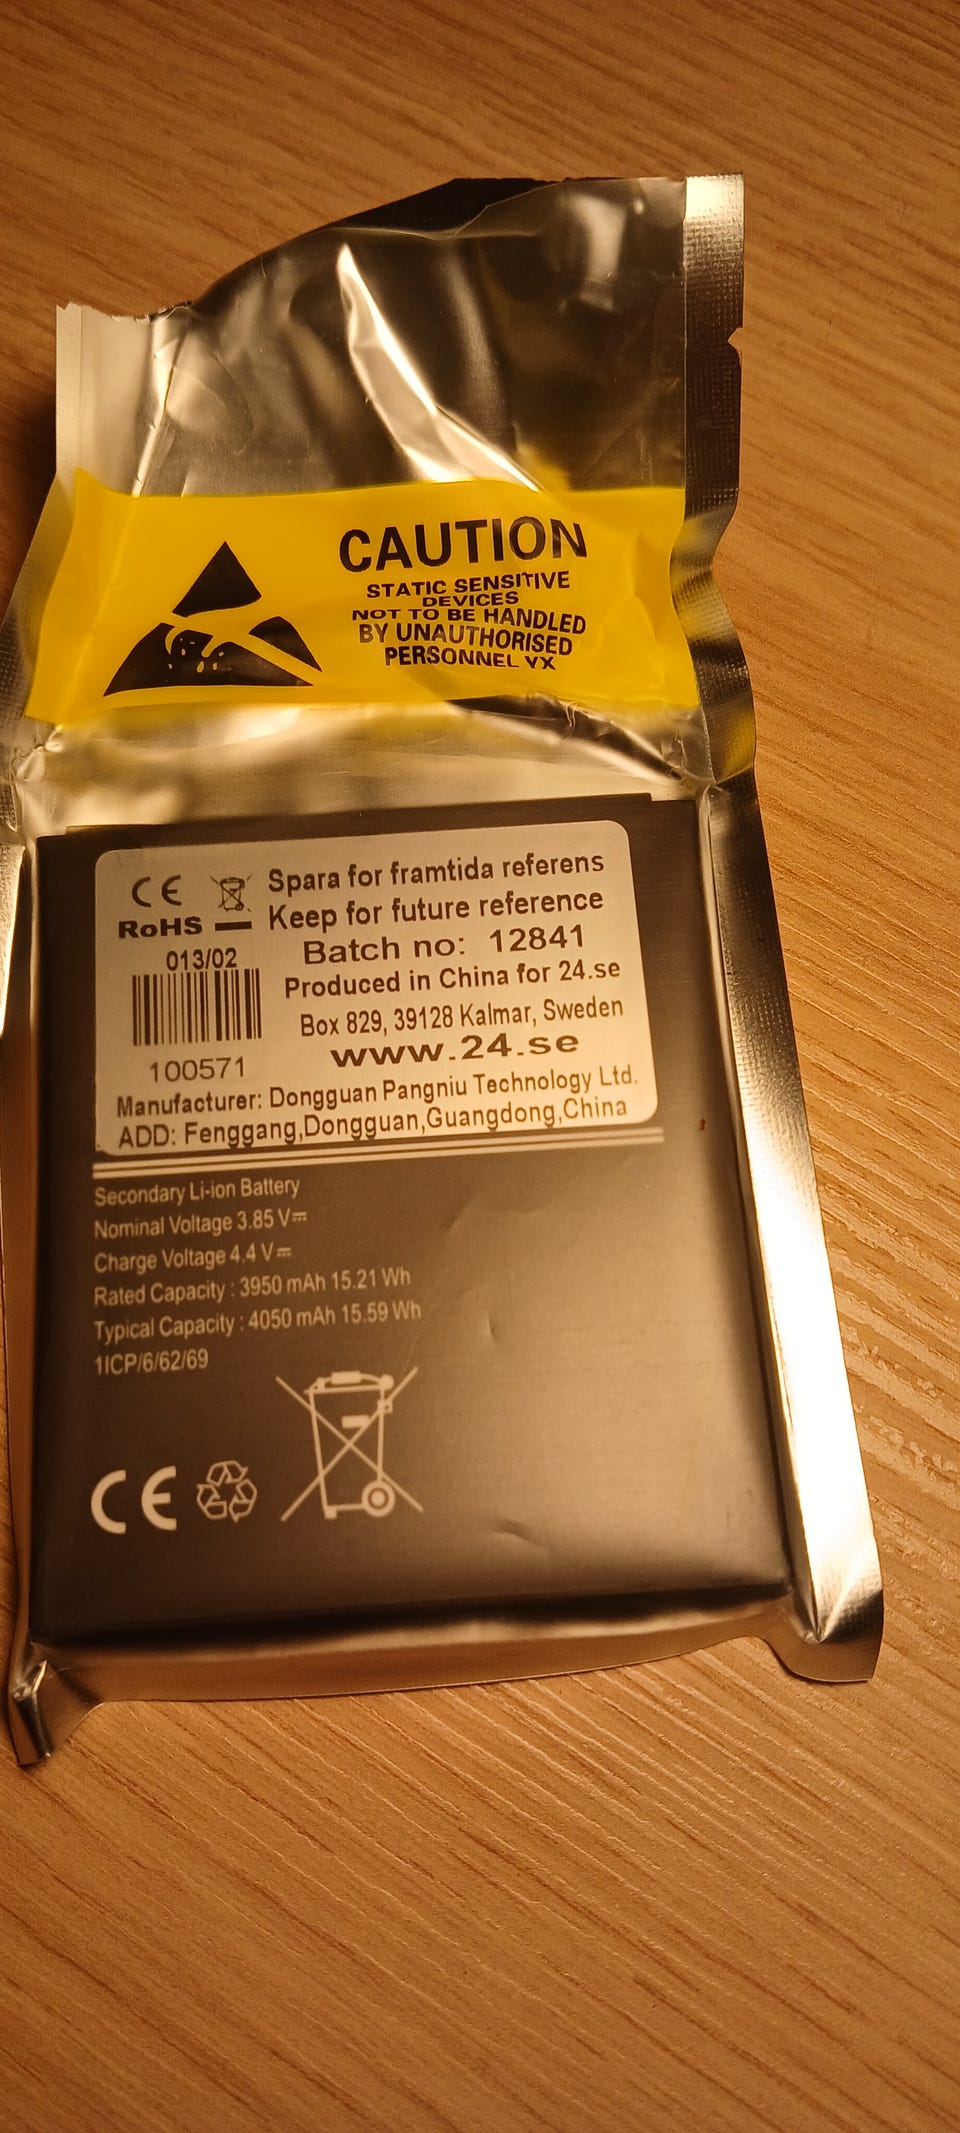 CAUTION
STATIC SENSITIVE
DEVICES
NOT TO BE HANDLED
BY UNAUTHORISED
PERSONNEL YX
CE
RoHS
Spara for framtida referens
Keep for future reference
013/02
Batch no: 12841
Produced in China for 24.se
Box 829, 39128 Kalmar, Sweden
100571
www.24.se
Manufacturer: Dongguan Pangniu Technology Ltd.
ADD: Fenggang,Dongguan,Guangdong,China
Secondary Li-ion Battery
Nominal Voltage 3.85 V⎓
Charge Voltage 4.4 V⎓
Rated Capacity : 3950 mAh 15.21 Wh
Typical Capacity : 4050 mAh 15.59 Wh
1ICP/6/62/69
CE